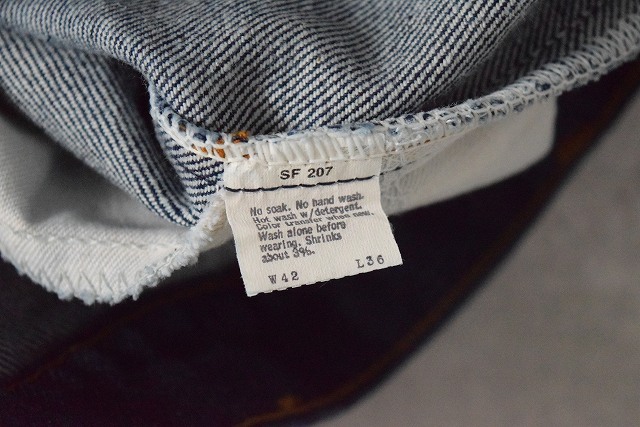 SF 207
No soak. No hand wash.
Hot wash w/detergent.
Color transfer when new.
Wash alone before
wearing. Shrinks
about 3%.
W42 L36